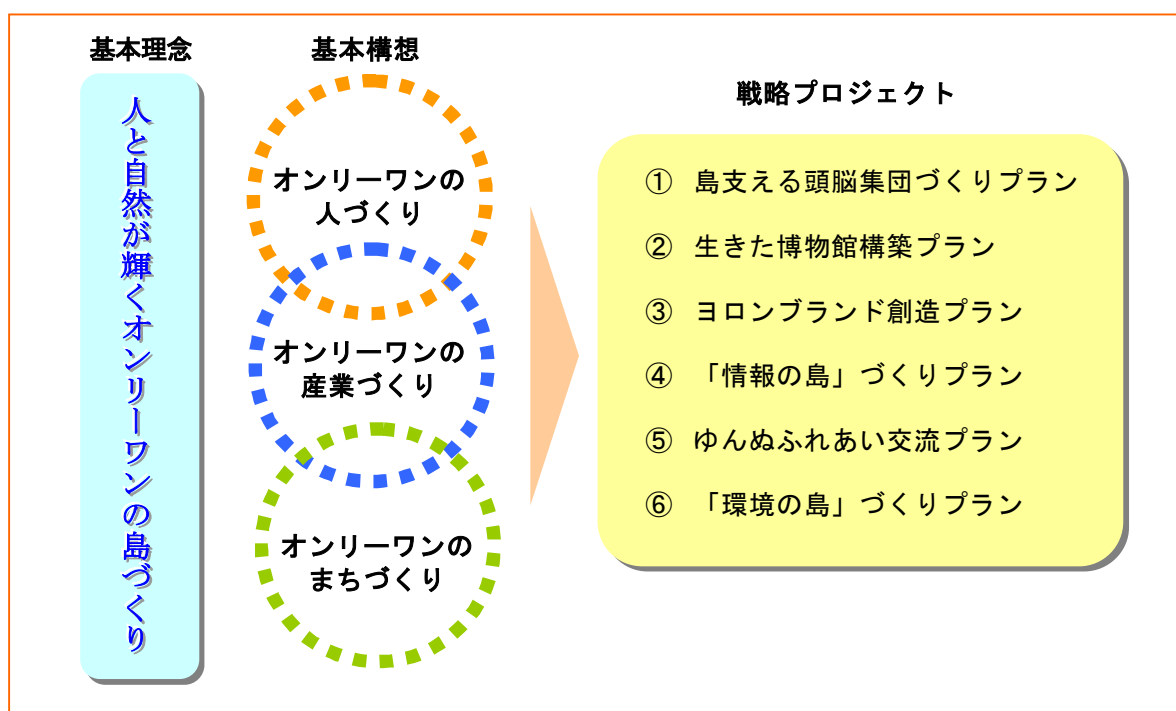 基本理念
人と自然が輝くオンリーワンの島づくり
基本構想
オンリーワンの
人づくり
オンリーワンの
産業づくり
オンリーワンの
まちづくり
戦略プロジェクト
① 島支える頭脳集団づくりプラン
② 生きた博物館構築プラン
③ ヨロンブランド創造プラン
④ 「情報の島」づくりプラン
⑤ ゆんぬふれあい交流プラン
⑥ 「環境の島」づくりプラン